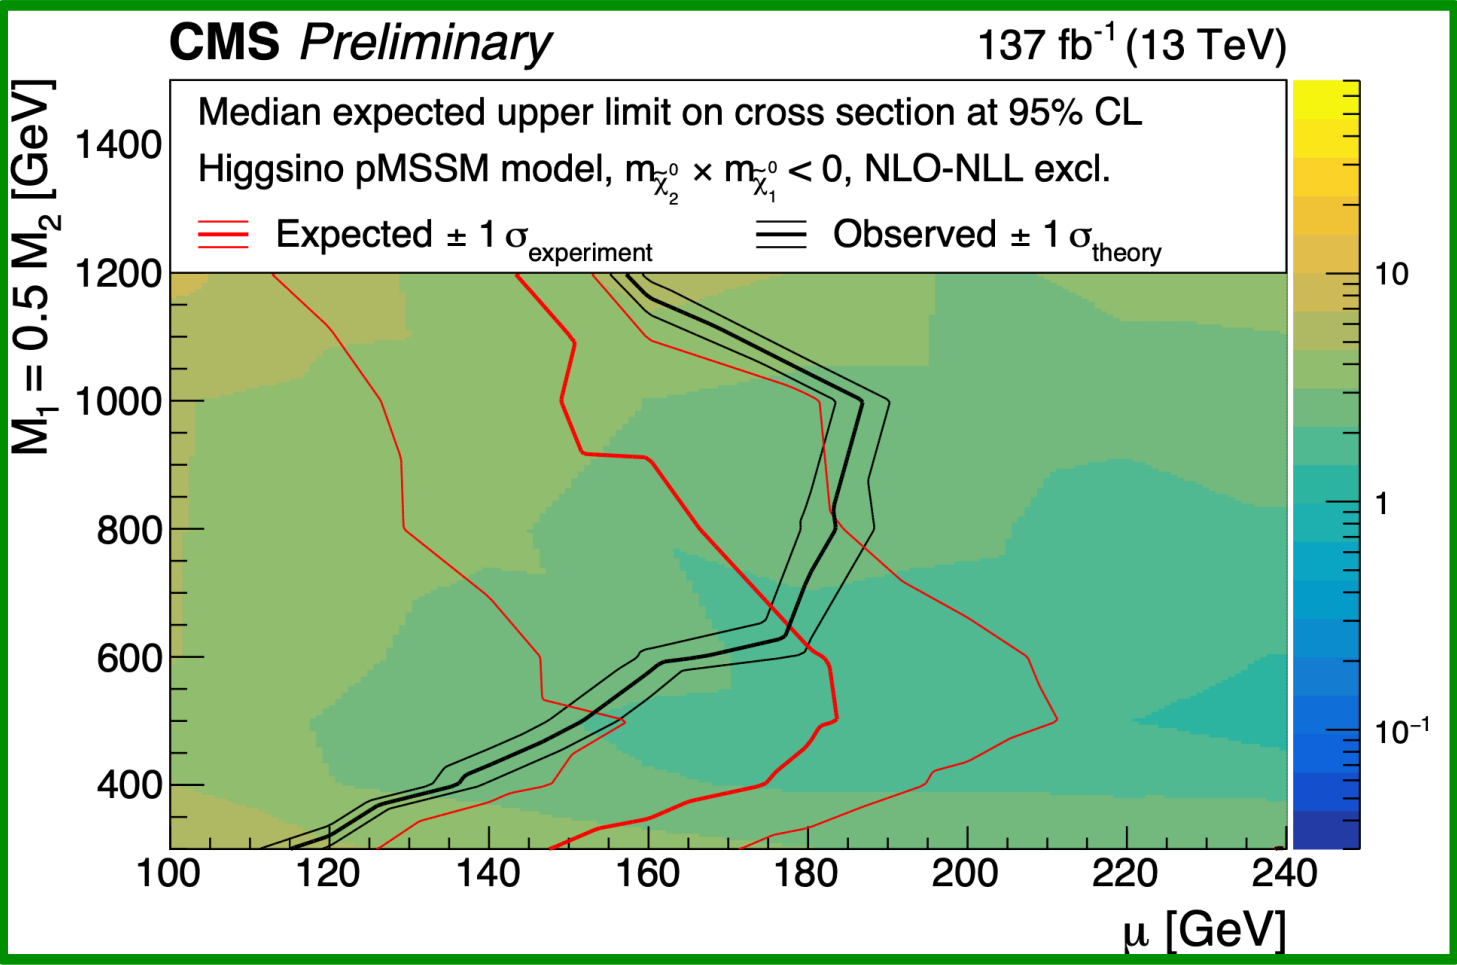 CMS Preliminary
137 fb⁻¹ (13 TeV)
Median expected upper limit on cross section at 95% CL
Higgsino pMSSM model, m_χ̃₂⁰ × m_χ̃₁⁰ < 0, NLO-NLL excl.
Expected ± 1 σ_experiment
Observed ± 1 σ_theory
M₁ = 0.5 M₂ [GeV]
1400
1200
1000
800
600
400
100 120 140 160 180 200 220 240
μ [GeV]
10
1
10⁻¹